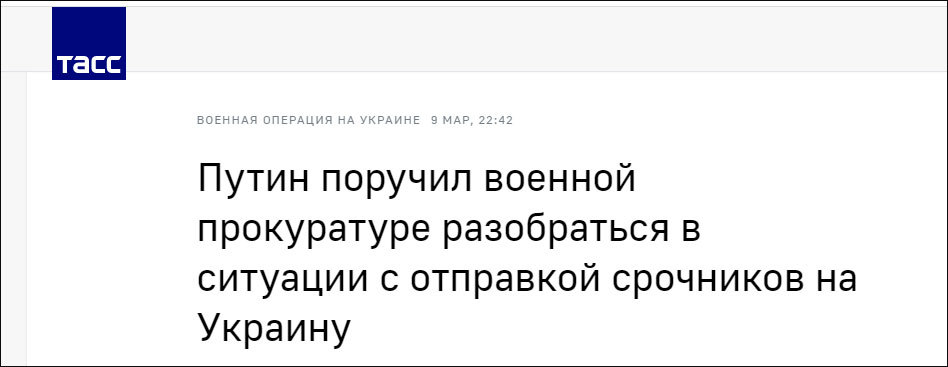 тасс
ВОЕННАЯ ОПЕРАЦИЯ НА УКРАИНЕ 9 МАР, 22:42
Путин поручил военной
прокуратуре разобраться в
ситуации с отправкой срочников на
Украину